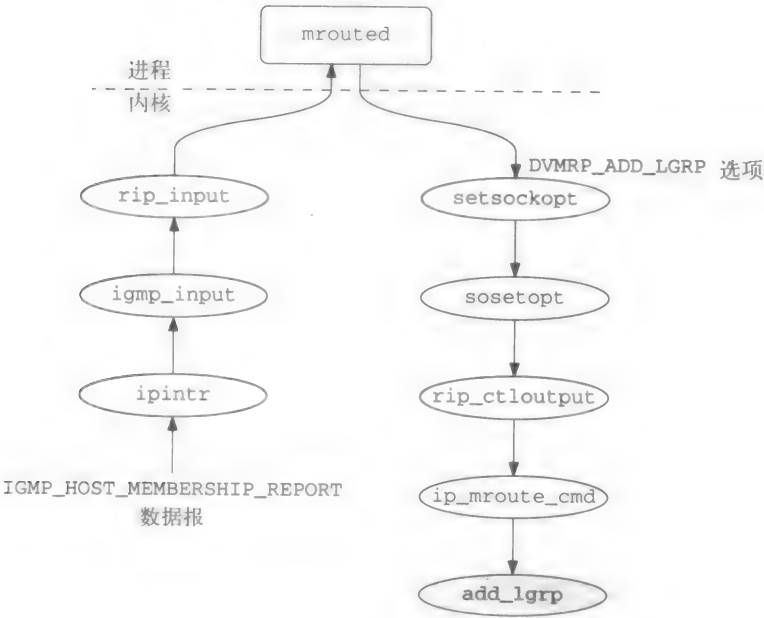 mrouted
进程
内核
DVMRP_ADD_LGRP 选项
rip_input
setsockopt
igmp_input
sosetopt
ipintr
rip_ctloutput
IGMP_HOST_MEMBERSHIP_REPORT
数据报
ip_mroute_cmd
add_lgrp